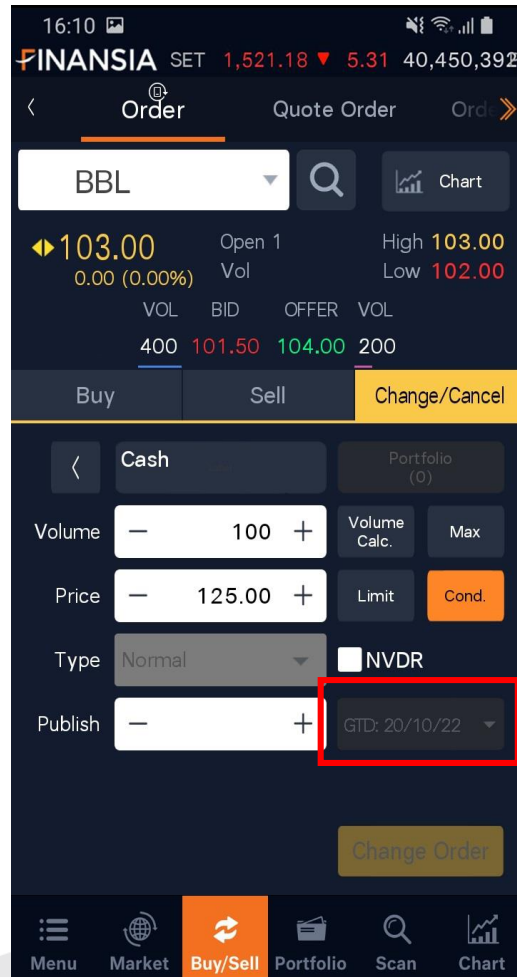 16:10
FINANSIA SET 1,521.18 ▼ 5.31 40,450,392
Order Quote Order Ord
BBL Chart
103.00 Open 1 High 103.00
0.00 (0.00%) Vol Low 102.00
VOL BID OFFER VOL
400 101.50 104.00 200
Buy Sell Change/Cancel
Cash Portfolio (0)
Volume − 100 + Volume Calc. Max
Price − 125.00 + Limit Cond.
Type Normal NVDR
Publish − + GTD: 20/10/22
Change Order
Menu Market Buy/Sell Portfolio Scan Chart